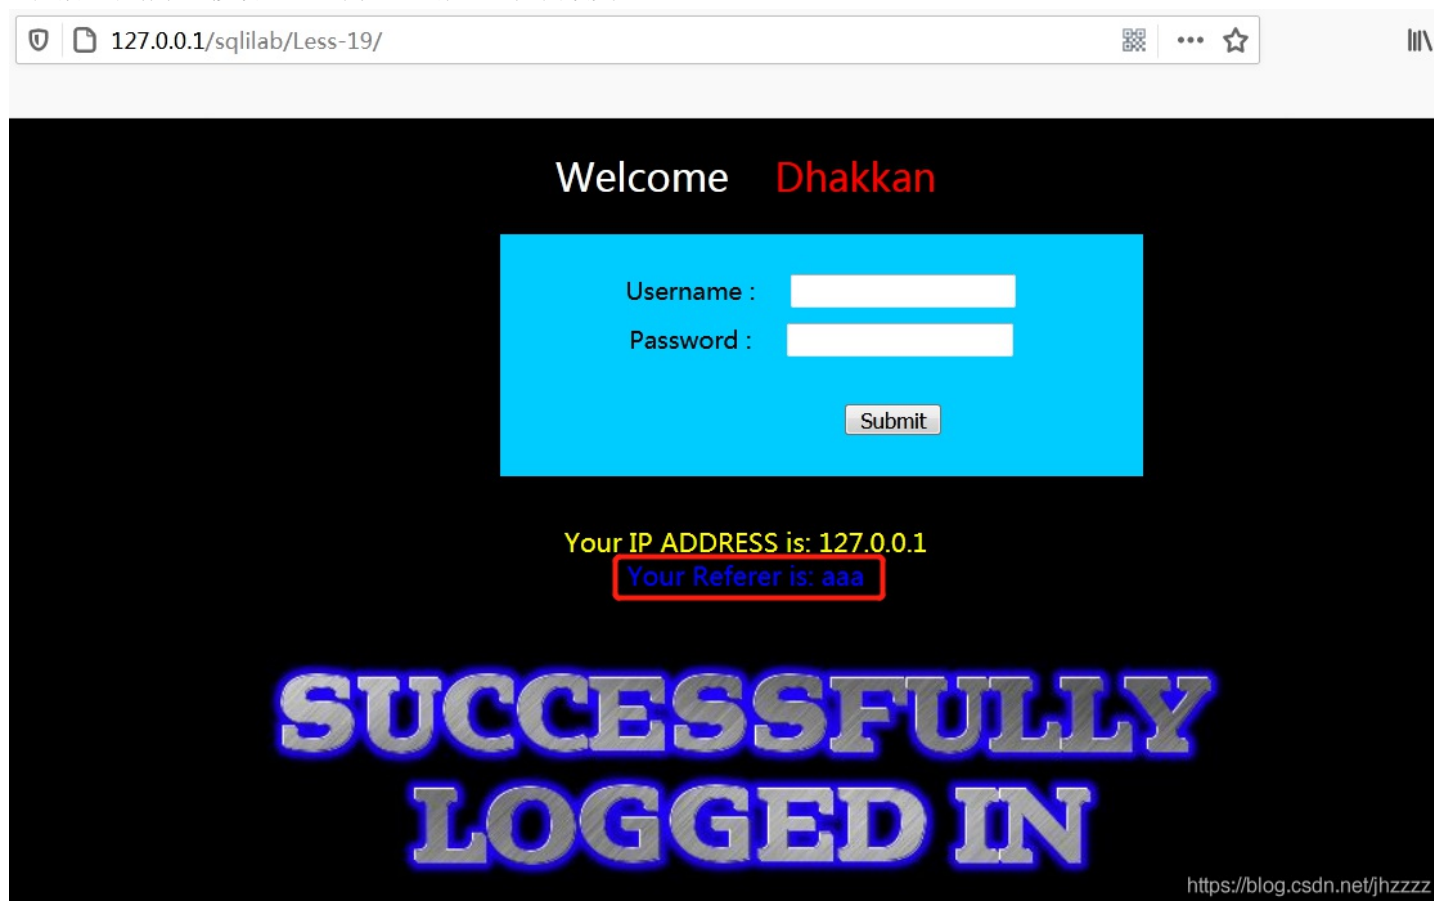 127.0.0.1/sqlilab/Less-19/
Welcome Dhakkan
Username :
Password :
Submit
Your IP ADDRESS is: 127.0.0.1
Your Referer is: aaa
SUCCESSFULLY
LOGGED IN
https://blog.csdn.net/jhzzzz